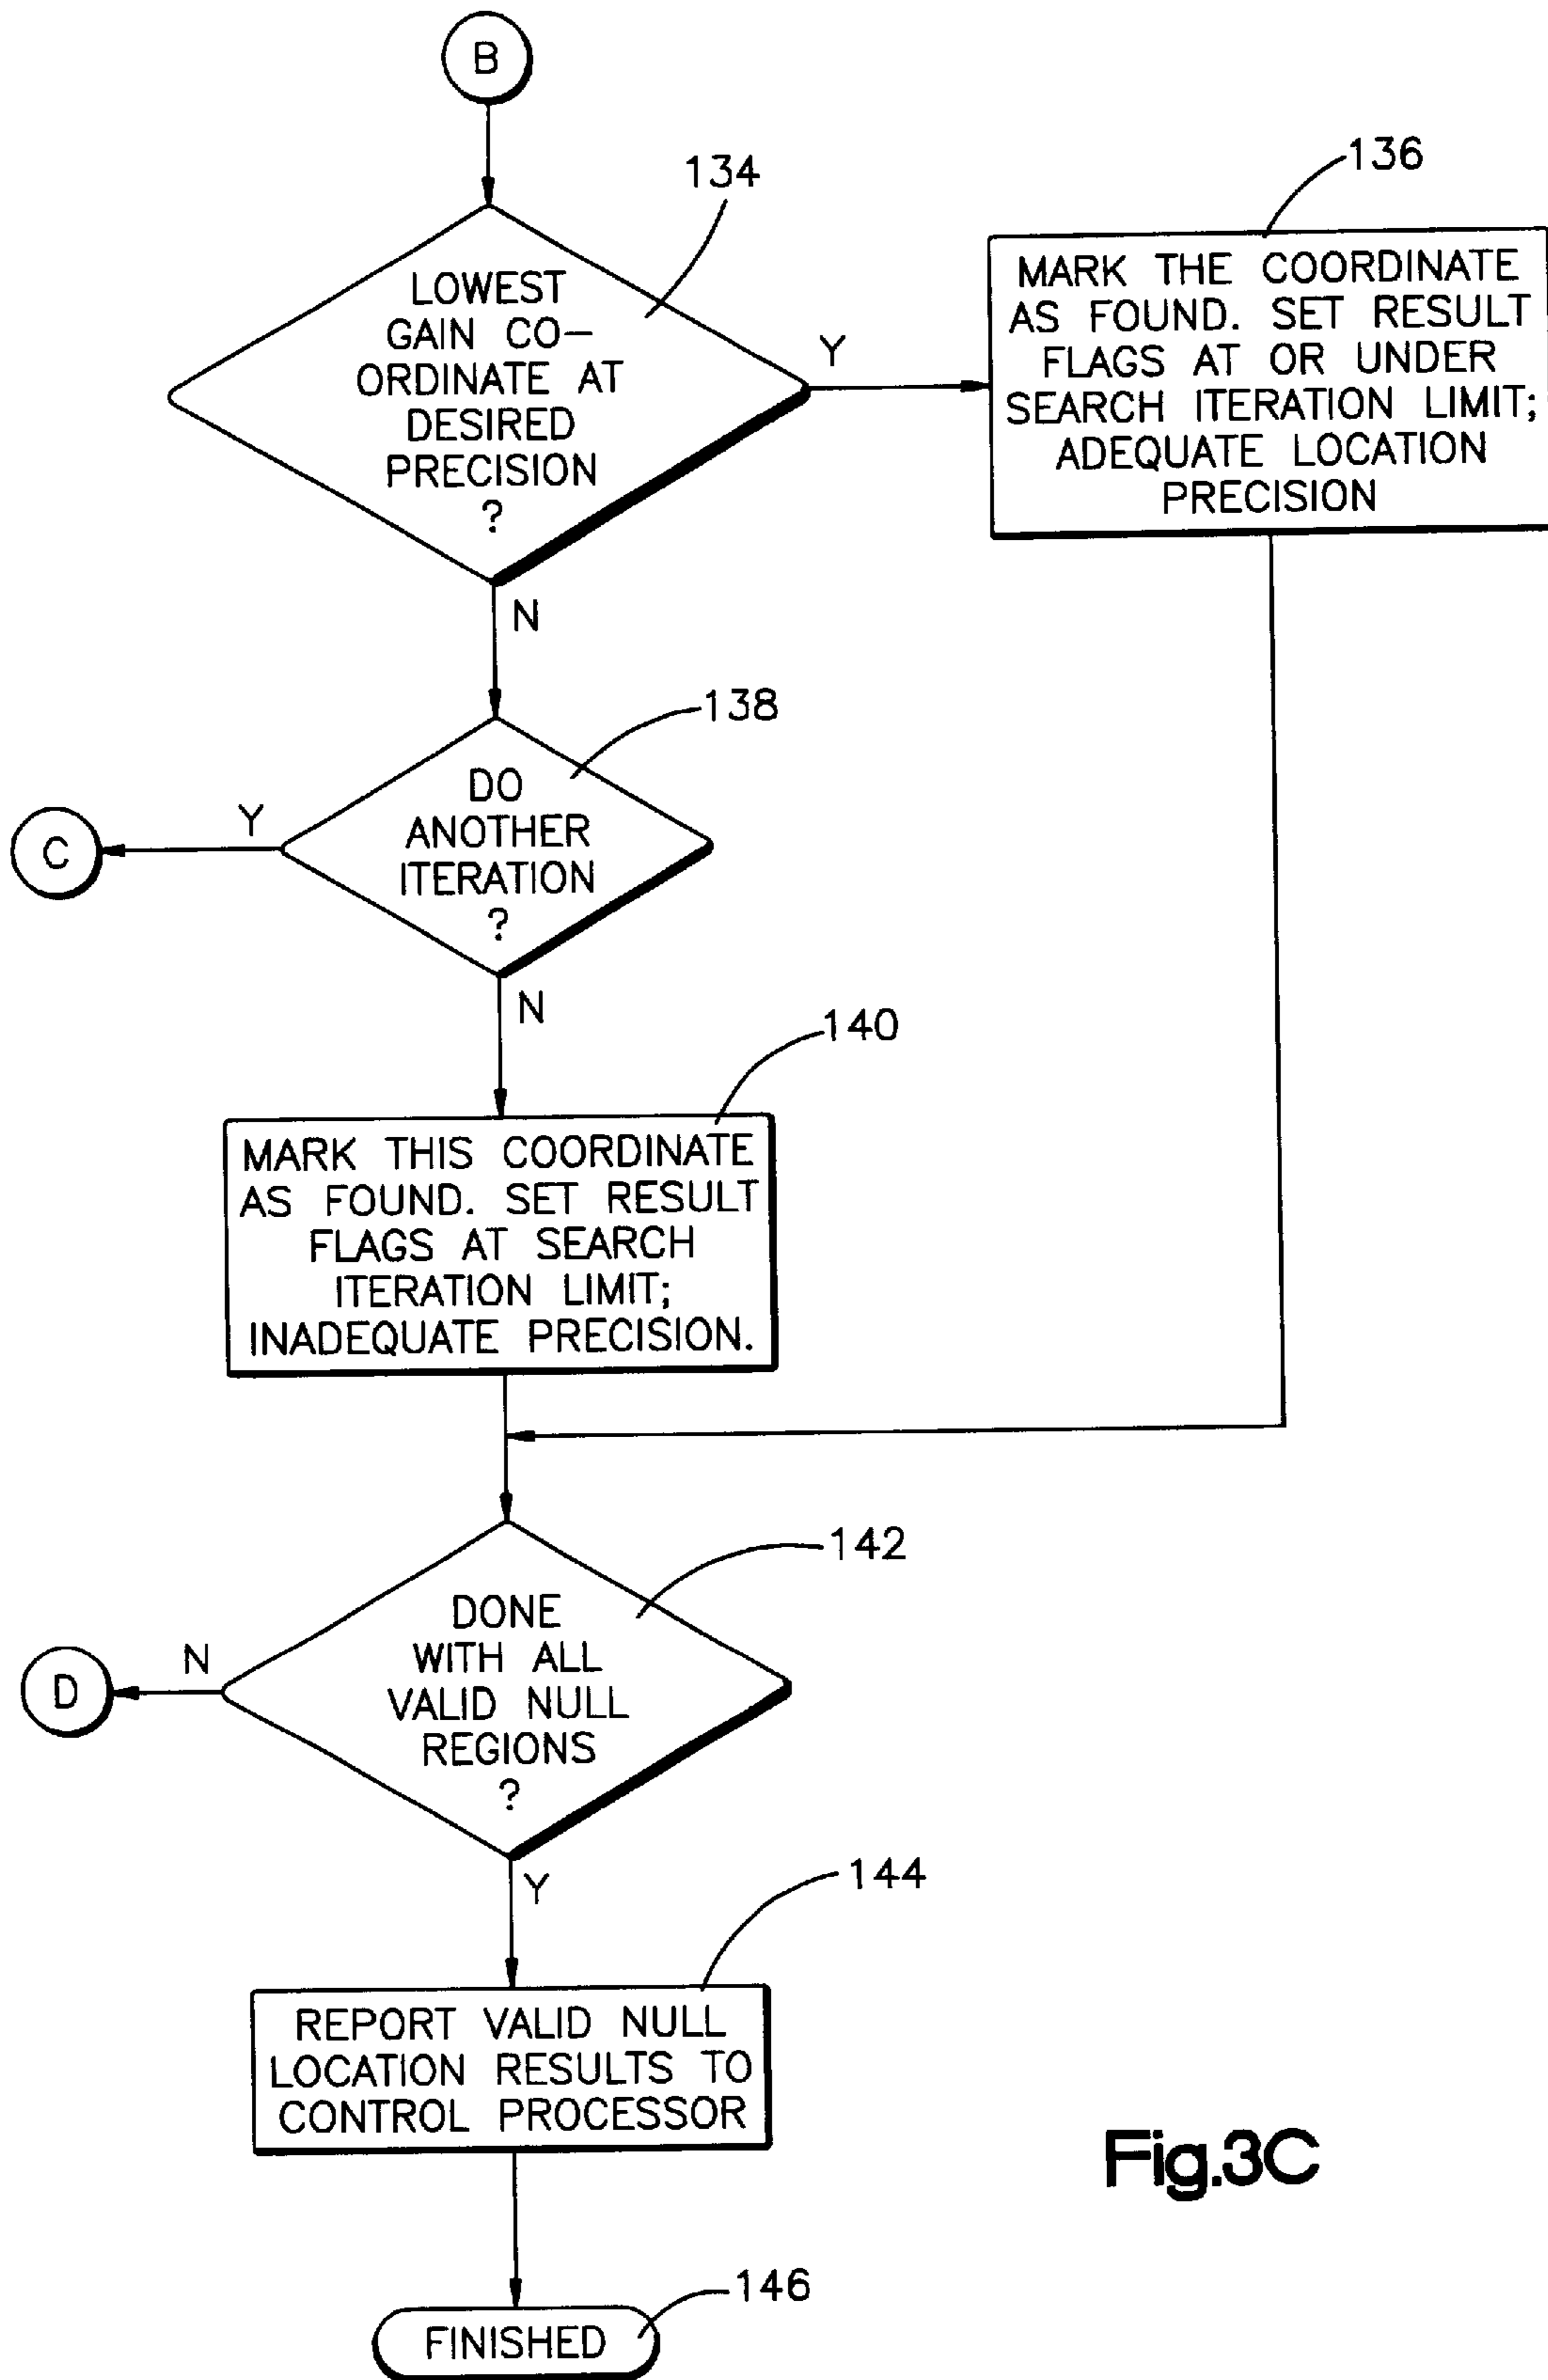 B
134
LOWEST
GAIN CO-
ORDINATE AT
DESIRED
PRECISION
?
Y
N
136
MARK THE COORDINATE
AS FOUND. SET RESULT
FLAGS AT OR UNDER
SEARCH ITERATION LIMIT;
ADEQUATE LOCATION
PRECISION
138
DO
ANOTHER
ITERATION
?
Y
C
N
140
MARK THIS COORDINATE
AS FOUND. SET RESULT
FLAGS AT SEARCH
ITERATION LIMIT;
INADEQUATE PRECISION.
142
DONE
WITH ALL
VALID NULL
REGIONS
?
N
D
Y
144
REPORT VALID NULL
LOCATION RESULTS TO
CONTROL PROCESSOR
146
FINISHED
Fig.3C